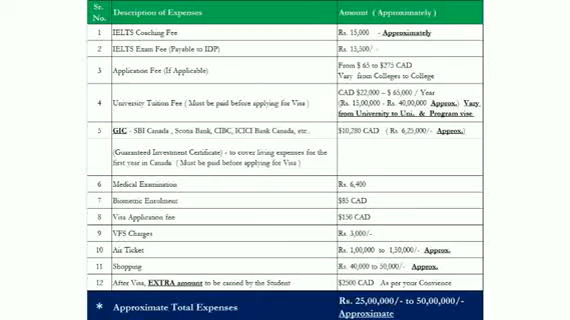 Sr. No. Description of Expenses Amount ( Approximately )
1 IELTS Coaching Fee Rs. 15,000 - Approximately
2 IELTS Exam Fee (Payable to IDP) Rs. 15,500/-
3 Application Fee (If Applicable) From $ 65 to $275 CAD
Vary from Colleges to College
4 University Tuition Fee ( Must be paid before applying for Visa ) CAD $22,000 – $ 65,000 / Year
(Rs. 15,00,000 - Rs. 40,00,000 Approx.) Vary
from University to Uni. & Program vise
5 GIC - SBI Canada , Scotia Bank, CIBC, ICICI Bank Canada, etc. $10,280 CAD ( Rs. 6,25,000/- Approx.)
(Guaranteed Investment Certificate) - to cover living expenses for the
first year in Canada ( Must be paid before applying for Visa )
6 Medical Examination Rs. 6,400
7 Biometric Enrolment $85 CAD
8 Visa Application fee $150 CAD
9 VFS Charges Rs. 3,000/-
10 Air Ticket Rs. 1,00,000 to 1,50,000/- Approx.
11 Shopping Rs. 40,000 to 50,000/- Approx.
12 After Visa, EXTRA amount to be carried by the Student $2500 CAD As per your
* Approximate Total Expenses Rs. 25,00,000/- to 50,00,000/-
Approximate